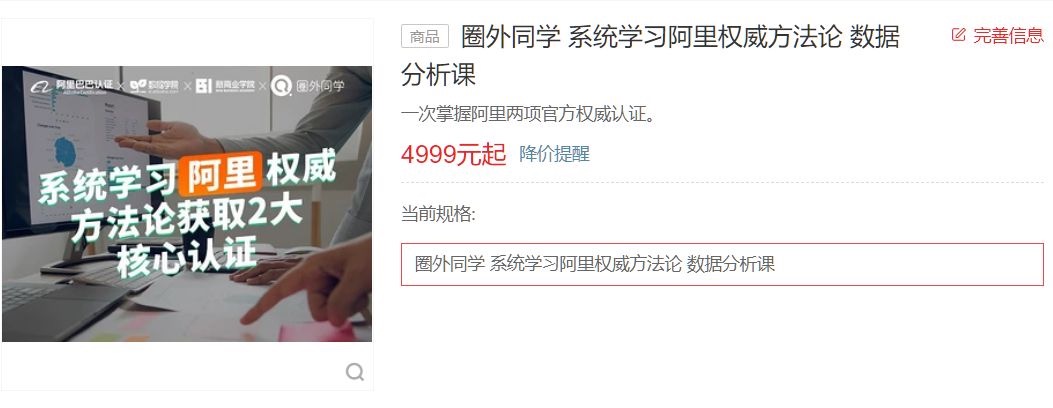 商品 圈外同学 系统学习阿里权威方法论 数据
分析课
完善信息
一次掌握阿里两项官方权威认证。
4999元起 降价提醒
当前规格:
圈外同学 系统学习阿里权威方法论 数据分析课
阿里巴巴认证 × 数智学院 × 新商业学院 × 圈外同学
系统学习 阿里 权威
方法论获取2大
核心认证